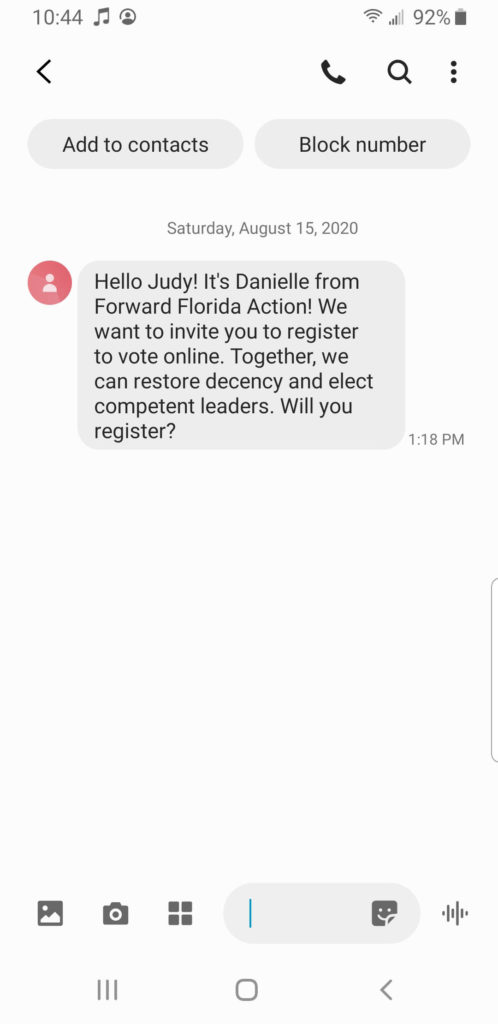 10:44 92%
Add to contacts Block number
Saturday, August 15, 2020
Hello Judy! It's Danielle from
Forward Florida Action! We
want to invite you to register
to vote online. Together, we
can restore decency and elect
competent leaders. Will you
register?
1:18 PM